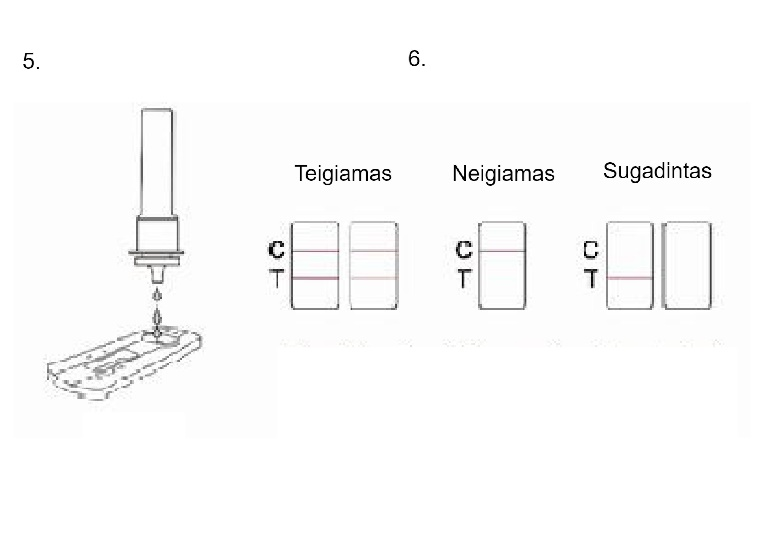 5.
6.
Teigiamas Neigiamas Sugadintas
C C C
T T T